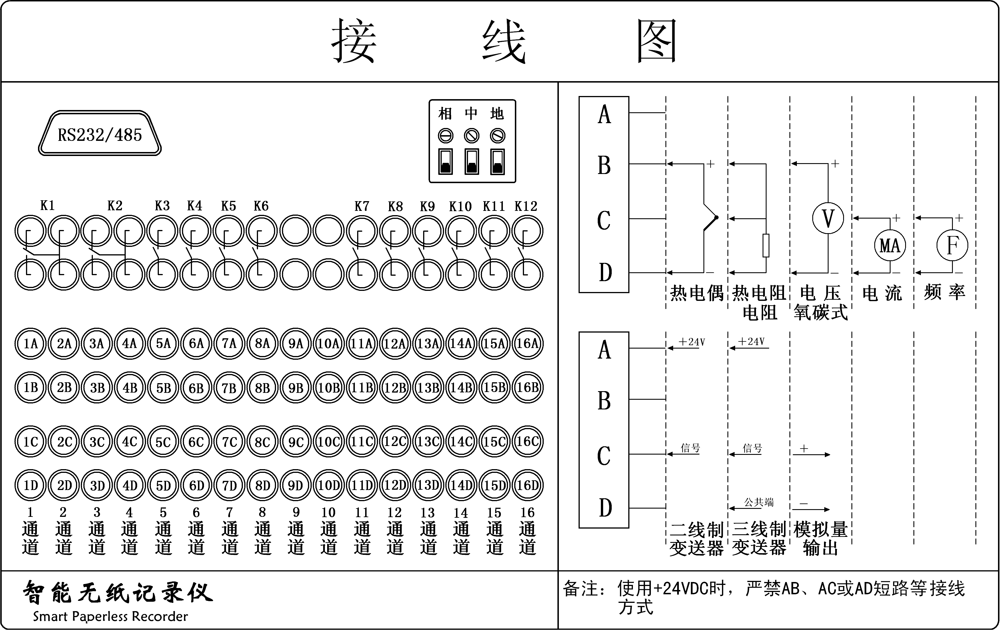 接 线 图
RS232/485
相 中 地
K1 K2 K3 K4 K5 K6 K7 K8 K9 K10 K11 K12
1A 2A 3A 4A 5A 6A 7A 8A 9A 10A 11A 12A 13A 14A 15A 16A
1B 2B 3B 4B 5B 6B 7B 8B 9B 10B 11B 12B 13B 14B 15B 16B
1C 2C 3C 4C 5C 6C 7C 8C 9C 10C 11C 12C 13C 14C 15C 16C
1D 2D 3D 4D 5D 6D 7D 8D 9D 10D 11D 12D 13D 14D 15D 16D
1 2 3 4 5 6 7 8 9 10 11 12 13 14 15 16
通 通 通 通 通 通 通 通 通 通 通 通 通 通 通 通
道 道 道 道 道 道 道 道 道 道 道 道 道 道 道 道
A
B + +
C V + +
MA F
D − − − −
热电偶 热电阻 电 压 电 流 频 率
电阻 氧碳式
A +24V +24V
B
C 信号 信号 +
D 公共端 −
二线制 三线制 模拟量
变送器 变送器 输出
智能无纸记录仪
Smart Paperless Recorder
备注: 使用+24VDC时，严禁AB、AC或AD短路等接线
方式